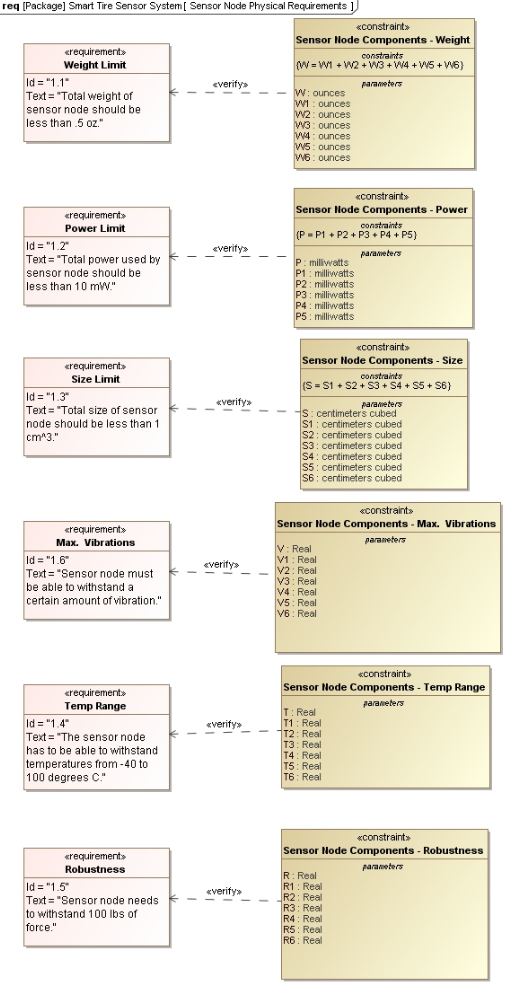 req [Package] Smart Tire Sensor System[ Sensor Node Physical Requirements ]
«requirement»
Weight Limit
Id = "1.1"
Text = "Total weight of
sensor node should be
less than .5 oz."
«verify»
«constraint»
Sensor Node Components - Weight
constraints
{W = W1 + W2 + W3 + W4 + W5 + W6}
parameters
W : ounces
W1 : ounces
W2 : ounces
W3 : ounces
W4 : ounces
W5 : ounces
W6 : ounces
«requirement»
Power Limit
Id = "1.2"
Text = "Total power used by
sensor node should be
less than 10 mW."
«verify»
«constraint»
Sensor Node Components - Power
constraints
{P = P1 + P2 + P3 + P4 + P5}
parameters
P : milliwatts
P1 : milliwatts
P2 : milliwatts
P3 : milliwatts
P4 : milliwatts
P5 : milliwatts
«requirement»
Size Limit
Id = "1.3"
Text = "Total size of sensor
node should be less than 1
cm^3."
«verify»
«constraint»
Sensor Node Components - Size
constraints
{S = S1 + S2 + S3 + S4 + S5 + S6}
parameters
S : centimeters cubed
S1 : centimeters cubed
S2 : centimeters cubed
S3 : centimeters cubed
S4 : centimeters cubed
S5 : centimeters cubed
S6 : centimeters cubed
«requirement»
Max. Vibrations
Id = "1.6"
Text = "Sensor node must
be able to withstand a
certain amount of vibration."
«verify»
«constraint»
Sensor Node Components - Max. Vibrations
parameters
V : Real
V1 : Real
V2 : Real
V3 : Real
V4 : Real
V5 : Real
V6 : Real
«requirement»
Temp Range
Id = "1.4"
Text = "The sensor node
has to be able to withstand
temperatures from -40 to
100 degrees C."
«verify»
«constraint»
Sensor Node Components - Temp Range
parameters
T : Real
T1 : Real
T2 : Real
T3 : Real
T4 : Real
T5 : Real
T6 : Real
«requirement»
Robustness
Id = "1.5"
Text = "Sensor node needs
to withstand 100 lbs of
force."
«verify»
«constraint»
Sensor Node Components - Robustness
parameters
R : Real
R1 : Real
R2 : Real
R3 : Real
R4 : Real
R5 : Real
R6 : Real